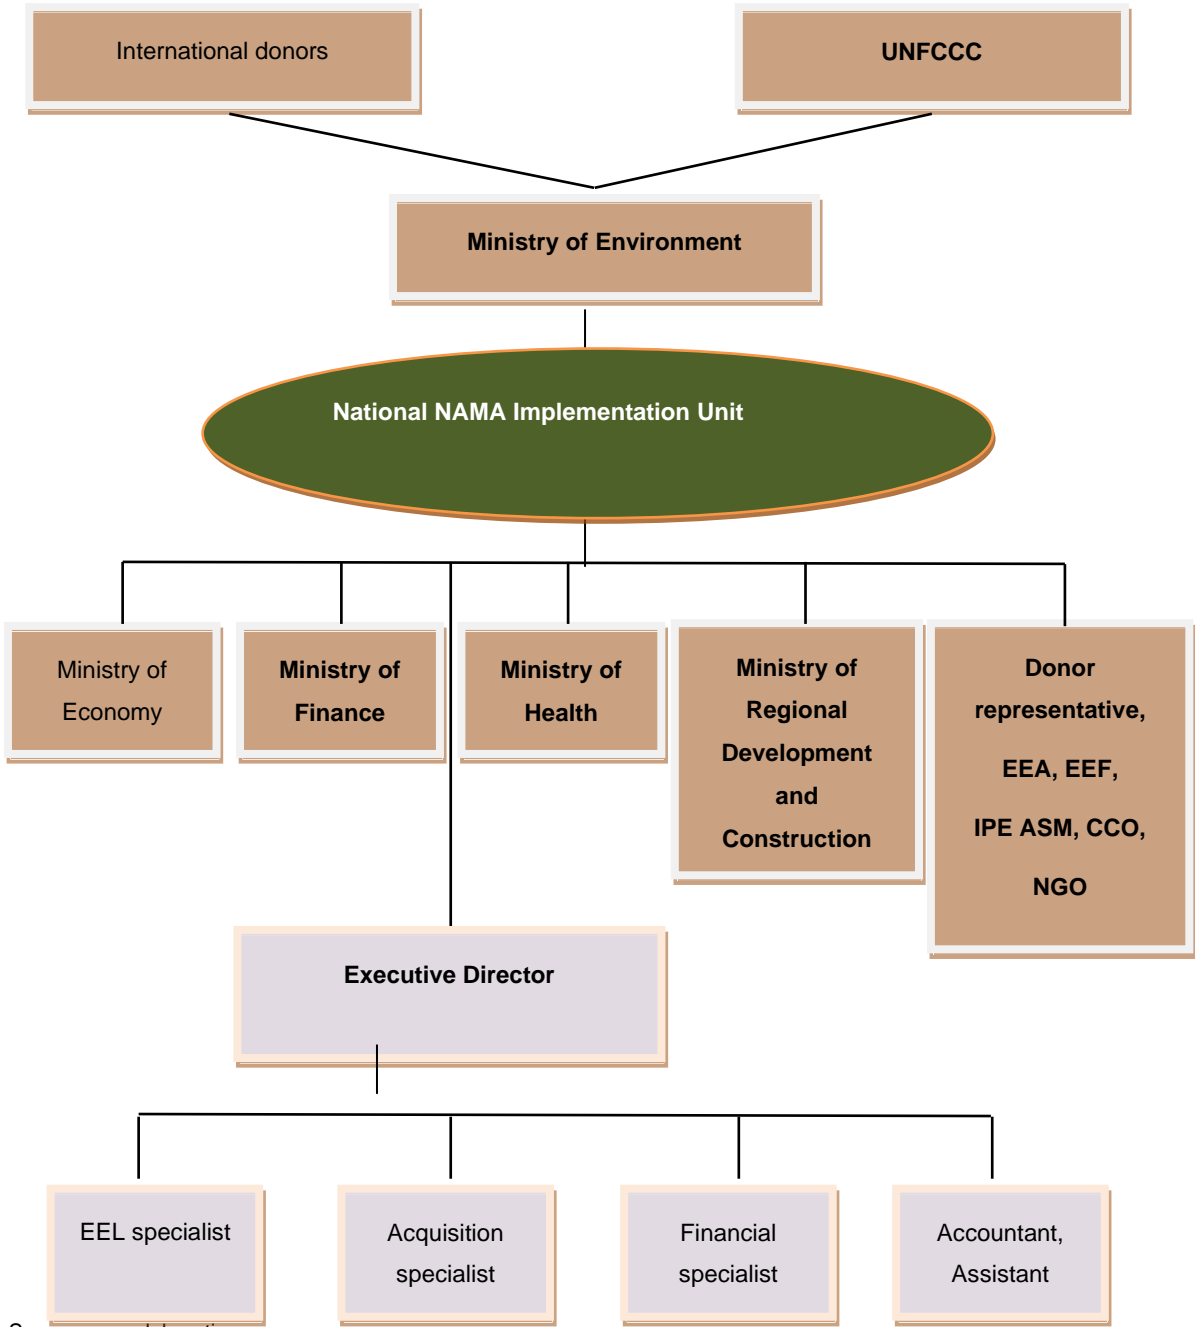 International donors
UNFCCC
Ministry of Environment
National NAMA Implementation Unit
Ministry of
Economy
Ministry of
Finance
Ministry of
Health
Ministry of
Regional
Development
and
Construction
Donor
representative,
EEA, EEF,
IPE ASM, CCO,
NGO
Executive Director
EEL specialist
Acquisition
specialist
Financial
specialist
Accountant,
Assistant